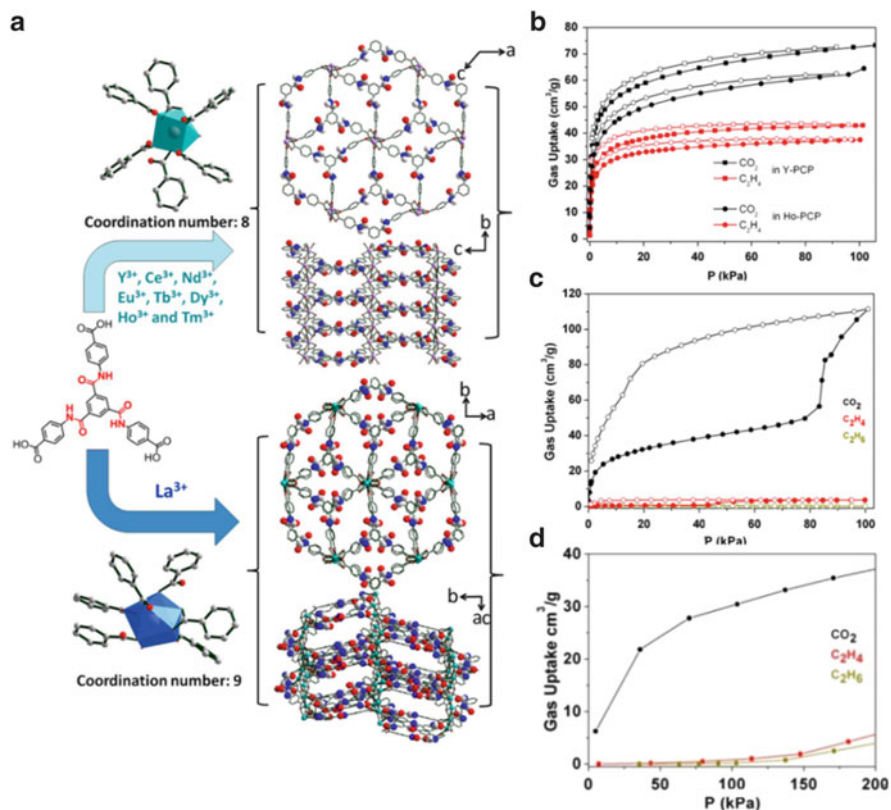 a
Coordination number: 8
Y³⁺, Ce³⁺, Nd³⁺,
Eu³⁺, Tb³⁺, Dy³⁺,
Ho³⁺ and Tm³⁺
OH
O
NH
O
H
N
O
O
HN
HO
O
O
HO
La³⁺
Coordination number: 9
a
c
b
c
b
a
b
ac
b
Gas Uptake (cm³/g)
80
70
60
50
40
30
20
10
0
CO₂
C₂H₄
in Y-PCP
CO₂
C₂H₄
in Ho-PCP
0 20 40 60 80 100
P (kPa)
c
Gas Uptake (cm³/g)
120
100
80
60
40
20
0
CO₂
C₂H₄
C₂H₆
0 20 40 60 80 100
P (kPa)
d
Gas Uptake cm³/g
40
30
20
10
0
CO₂
C₂H₄
C₂H₆
0 50 100 150 200
P (kPa)